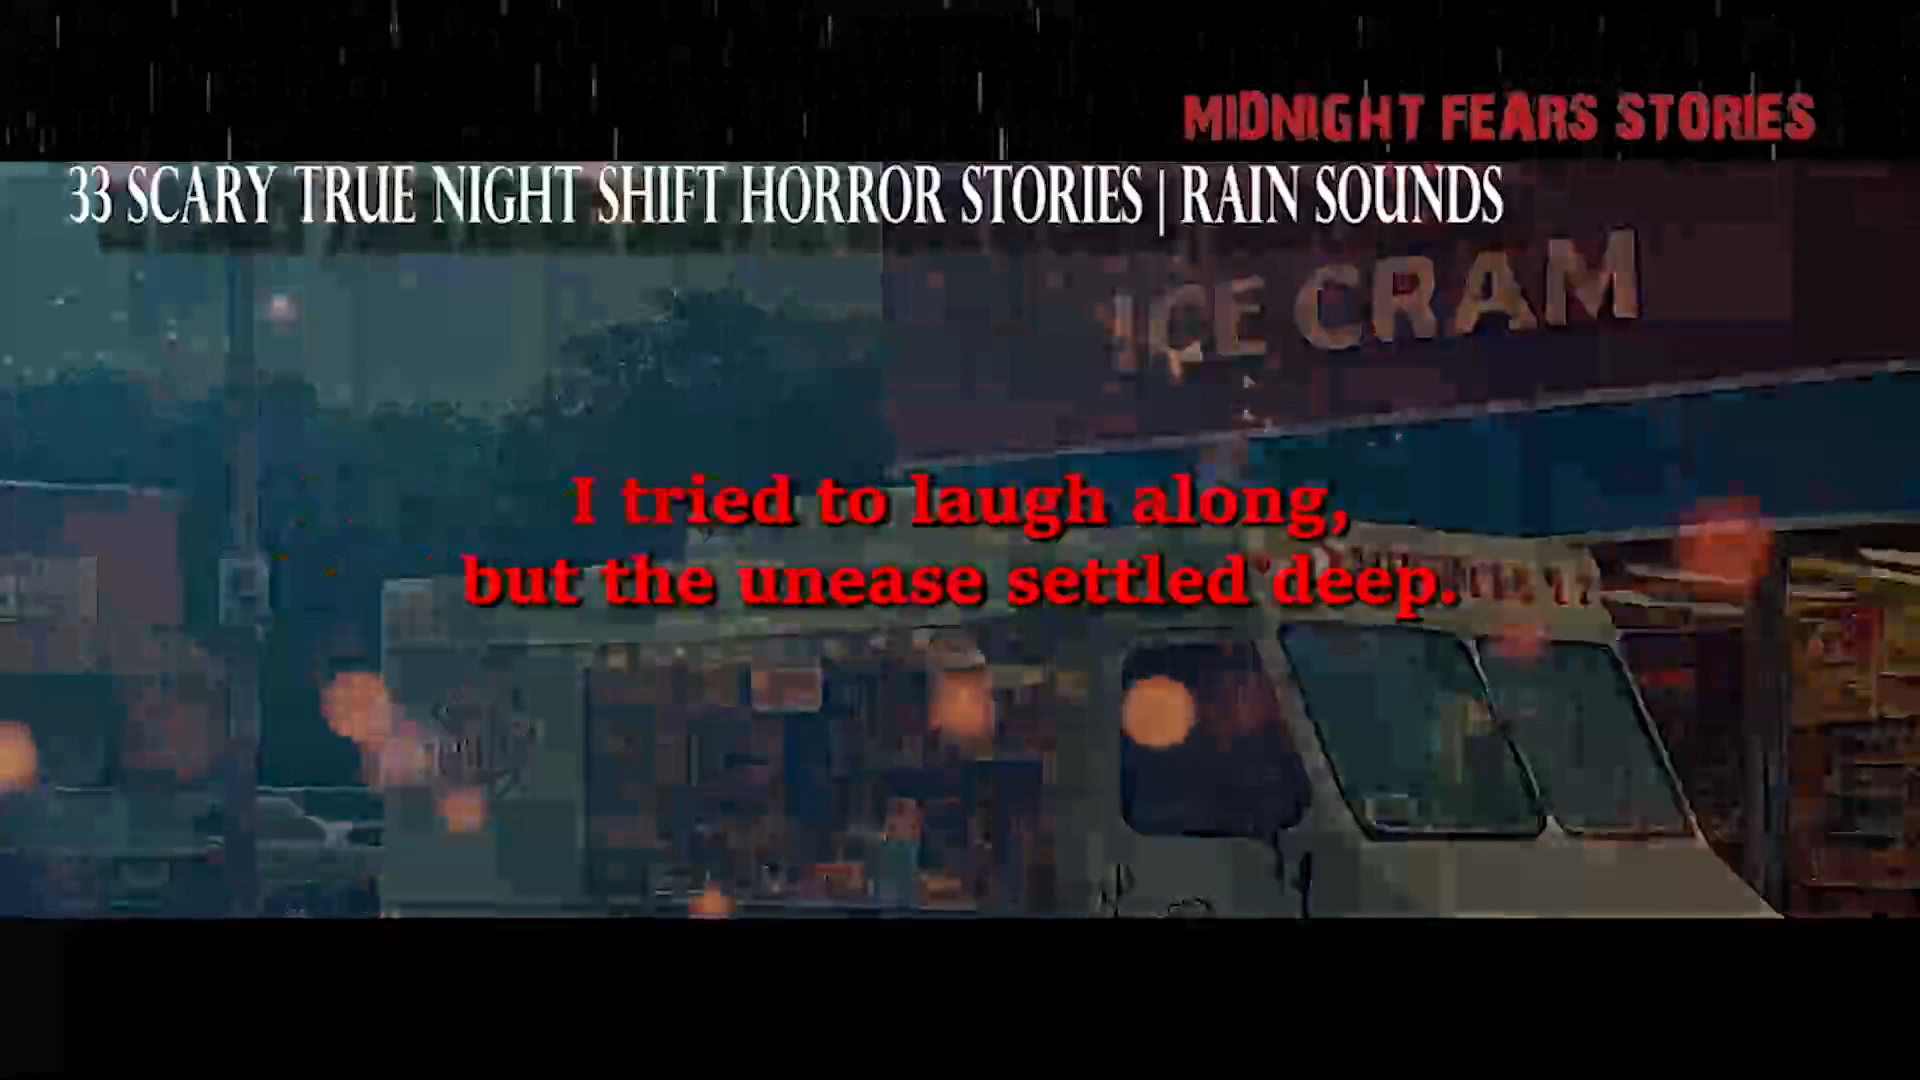 MIDNIGHT FEARS STORIES
33 SCARY TRUE NIGHT SHIFT HORROR STORIES | RAIN SOUNDS
ICE CRAM
I tried to laugh along,
but the unease settled deep.